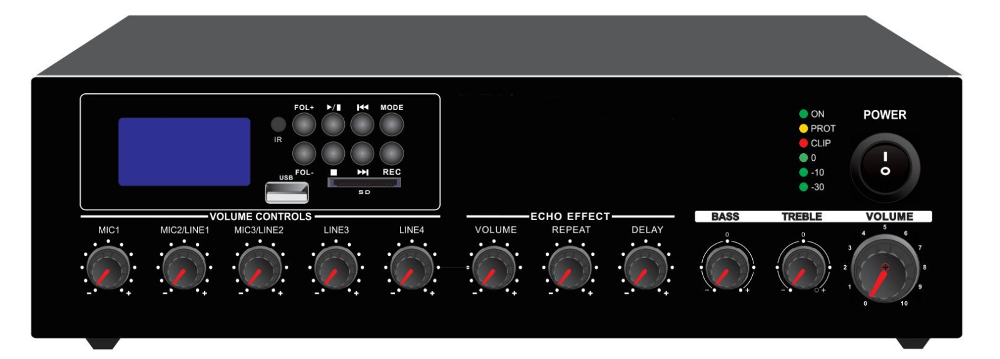 FOL+ ▶/▮ ▮◀◀ MODE
IR
FOL- ■ ▶▶▮ REC
USB
SD
ON
PROT
CLIP
0
-10
-30
POWER
I
O
VOLUME CONTROLS
MIC1 MIC2/LINE1 MIC3/LINE2 LINE3 LINE4
- + - + - + - + - +
ECHO EFFECT
VOLUME REPEAT DELAY
- + - + - +
BASS TREBLE VOLUME
0 0
- + - +
0 1 2 3 4 5 6 7 8 9 10